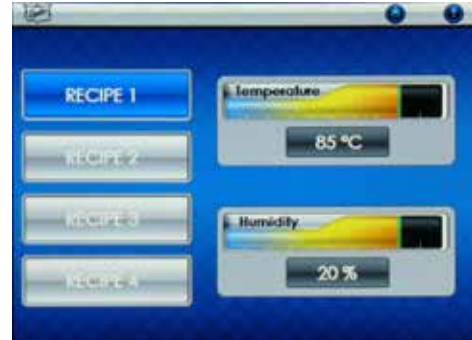 RECIPE 1
RECIPE 2
RECIPE 3
RECIPE 4
Temperature
85 °C
Humidity
20 %